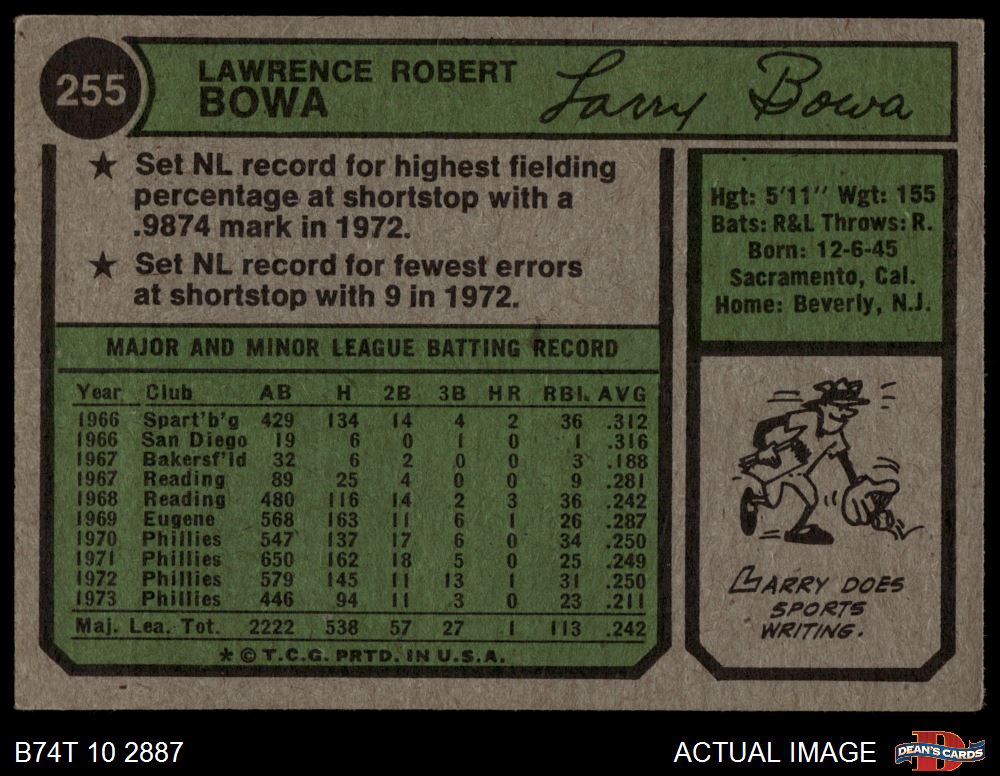 255
LAWRENCE ROBERT
BOWA
Larry Bowa
★ Set NL record for highest fielding
percentage at shortstop with a
.9874 mark in 1972.
★ Set NL record for fewest errors
at shortstop with 9 in 1972.
Hgt: 5'11" Wgt: 155
Bats: R&L Throws: R.
Born: 12-6-45
Sacramento, Cal.
Home: Beverly, N.J.
MAJOR AND MINOR LEAGUE BATTING RECORD
Year Club AB H 2B 3B HR RBI. AVG
1966 Spart'b'g 429 134 14 4 2 36 .312
1966 San Diego 19 6 0 1 0 1 .316
1967 Bakersf'ld 32 6 2 0 0 3 .188
1967 Reading 89 25 4 0 0 9 .281
1968 Reading 480 116 14 2 3 36 .242
1969 Eugene 568 163 11 6 1 26 .287
1970 Phillies 547 137 17 6 0 34 .250
1971 Phillies 650 162 18 5 0 25 .249
1972 Phillies 579 145 11 13 1 31 .250
1973 Phillies 446 94 11 3 0 23 .211
Maj. Lea. Tot. 2222 538 57 27 1 113 .242
* © T.C.G. PRTD. IN U.S.A.
LARRY DOES
SPORTS
WRITING.
B74T 10 2887
ACTUAL IMAGE
DEAN'S CARDS